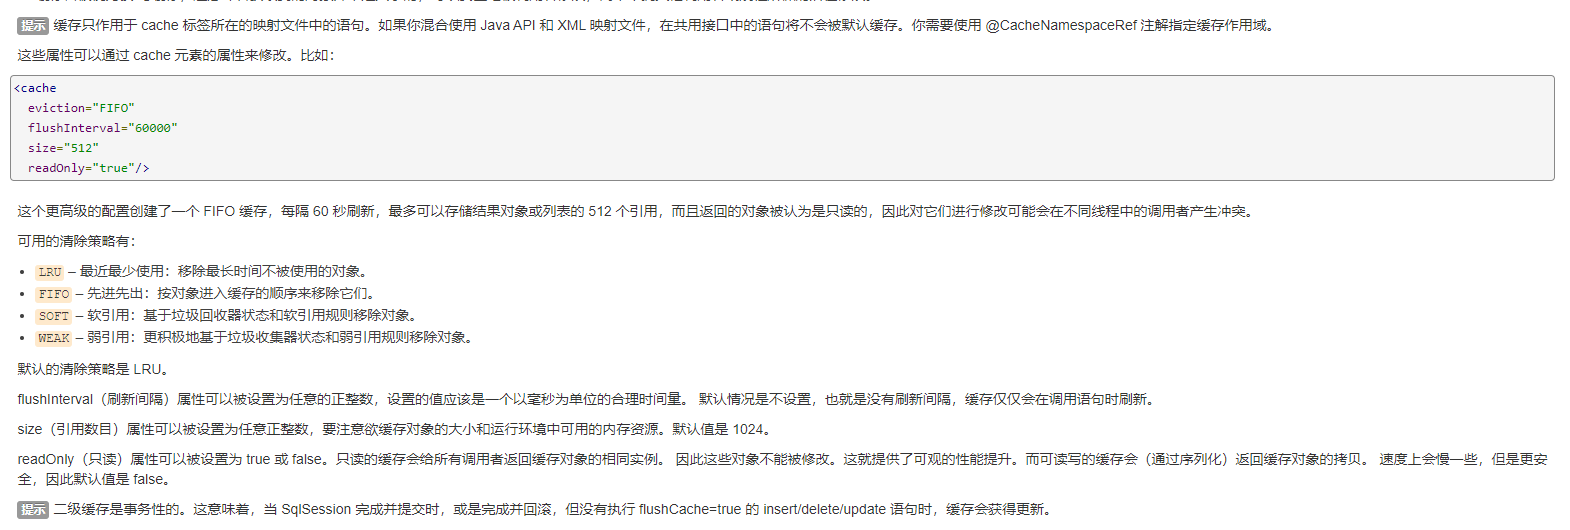 提示 缓存只作用于 cache 标签所在的映射文件中的语句。如果你混合使用 Java API 和 XML 映射文件，在共用接口中的语句将不会被默认缓存。你需要使用 @CacheNamespaceRef 注解指定缓存作用域。
这些属性可以通过 cache 元素的属性来修改。比如：
<cache
  eviction="FIFO"
  flushInterval="60000"
  size="512"
  readOnly="true"/>
这个更高级的配置创建了一个 FIFO 缓存，每隔 60 秒刷新，最多可以存储结果对象或列表的 512 个引用，而且返回的对象被认为是只读的，因此对它们进行修改可能会在不同线程中的调用者产生冲突。
可用的清除策略有：
• LRU – 最近最少使用：移除最长时间不被使用的对象。
• FIFO – 先进先出：按对象进入缓存的顺序来移除它们。
• SOFT – 软引用：基于垃圾回收器状态和软引用规则移除对象。
• WEAK – 弱引用：更积极地基于垃圾收集器状态和弱引用规则移除对象。
默认的清除策略是 LRU。
flushInterval（刷新间隔）属性可以被设置为任意的正整数，设置的值应该是一个以毫秒为单位的合理时间量。 默认情况是不设置，也就是没有刷新间隔，缓存仅仅会在调用语句时刷新。
size（引用数目）属性可以被设置为任意正整数，要注意欲缓存对象的大小和运行环境中可用的内存资源。默认值是 1024。
readOnly（只读）属性可以被设置为 true 或 false。只读的缓存会给所有调用者返回缓存对象的相同实例。 因此这些对象不能被修改。这就提供了可观的性能提升。而可读写的缓存会（通过序列化）返回缓存对象的拷贝。 速度上会慢一些，但是更安
全，因此默认值是 false。
提示 二级缓存是事务性的。这意味着，当 SqlSession 完成并提交时，或是完成并回滚，但没有执行 flushCache=true 的 insert/delete/update 语句时，缓存会获得更新。